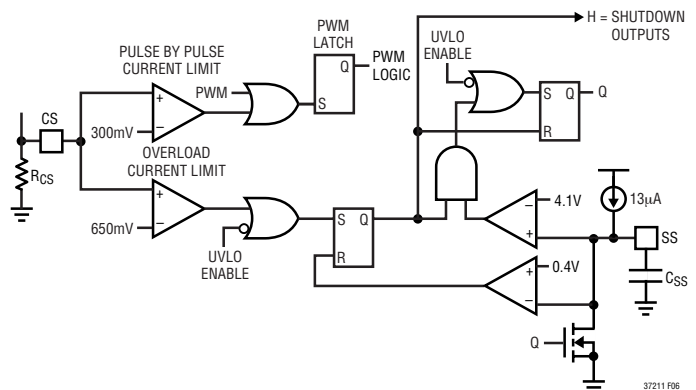 PWM
LATCH
H = SHUTDOWN
OUTPUTS
PULSE BY PULSE
CURRENT LIMIT
UVLO
ENABLE
Q
PWM
LOGIC
PWM
S
S Q
Q
R
CS
+
300mV
–
OVERLOAD
CURRENT LIMIT
RCS
+
650mV
–
UVLO
ENABLE
S Q
R
–
4.1V
+
13µA
SS
+
0.4V
–
CSS
Q
37211 F06